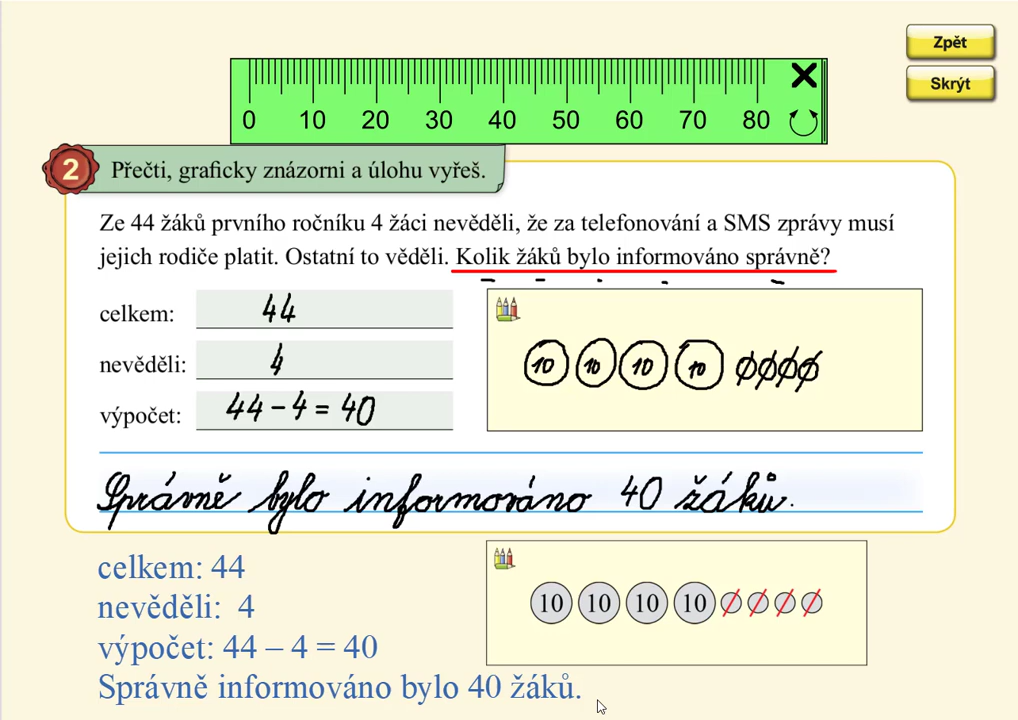 Zpět
Skrýt
0 10 20 30 40 50 60 70 80
2 Přečti, graficky znázorni a úlohu vyřeš.
Ze 44 žáků prvního ročníku 4 žáci nevěděli, že za telefonování a SMS zprávy musí
jejich rodiče platit. Ostatní to věděli. Kolik žáků bylo informováno správně?
celkem: 44
nevěděli: 4
výpočet: 44 - 4 = 40
10 10 10 10
Správně bylo informováno 40 žáků.
celkem: 44
nevěděli: 4
výpočet: 44 – 4 = 40
Správně informováno bylo 40 žáků.
10 10 10 10